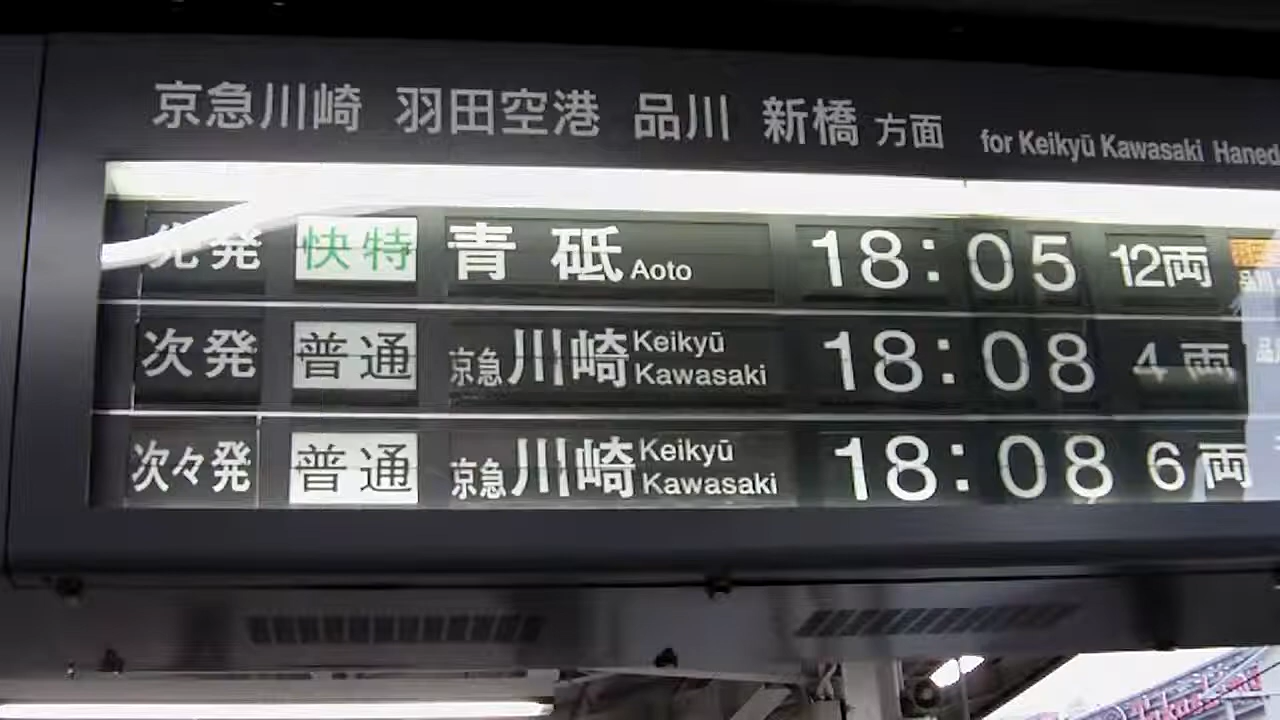 京急川崎 羽田空港 品川 新橋 方面 for Keikyū Kawasaki Haned
先発 快特 青砥 Aoto 18:05 12両
次発 普通 京急川崎 Keikyū Kawasaki 18:08 4両
次々発 普通 京急川崎 Keikyū Kawasaki 18:08 6両